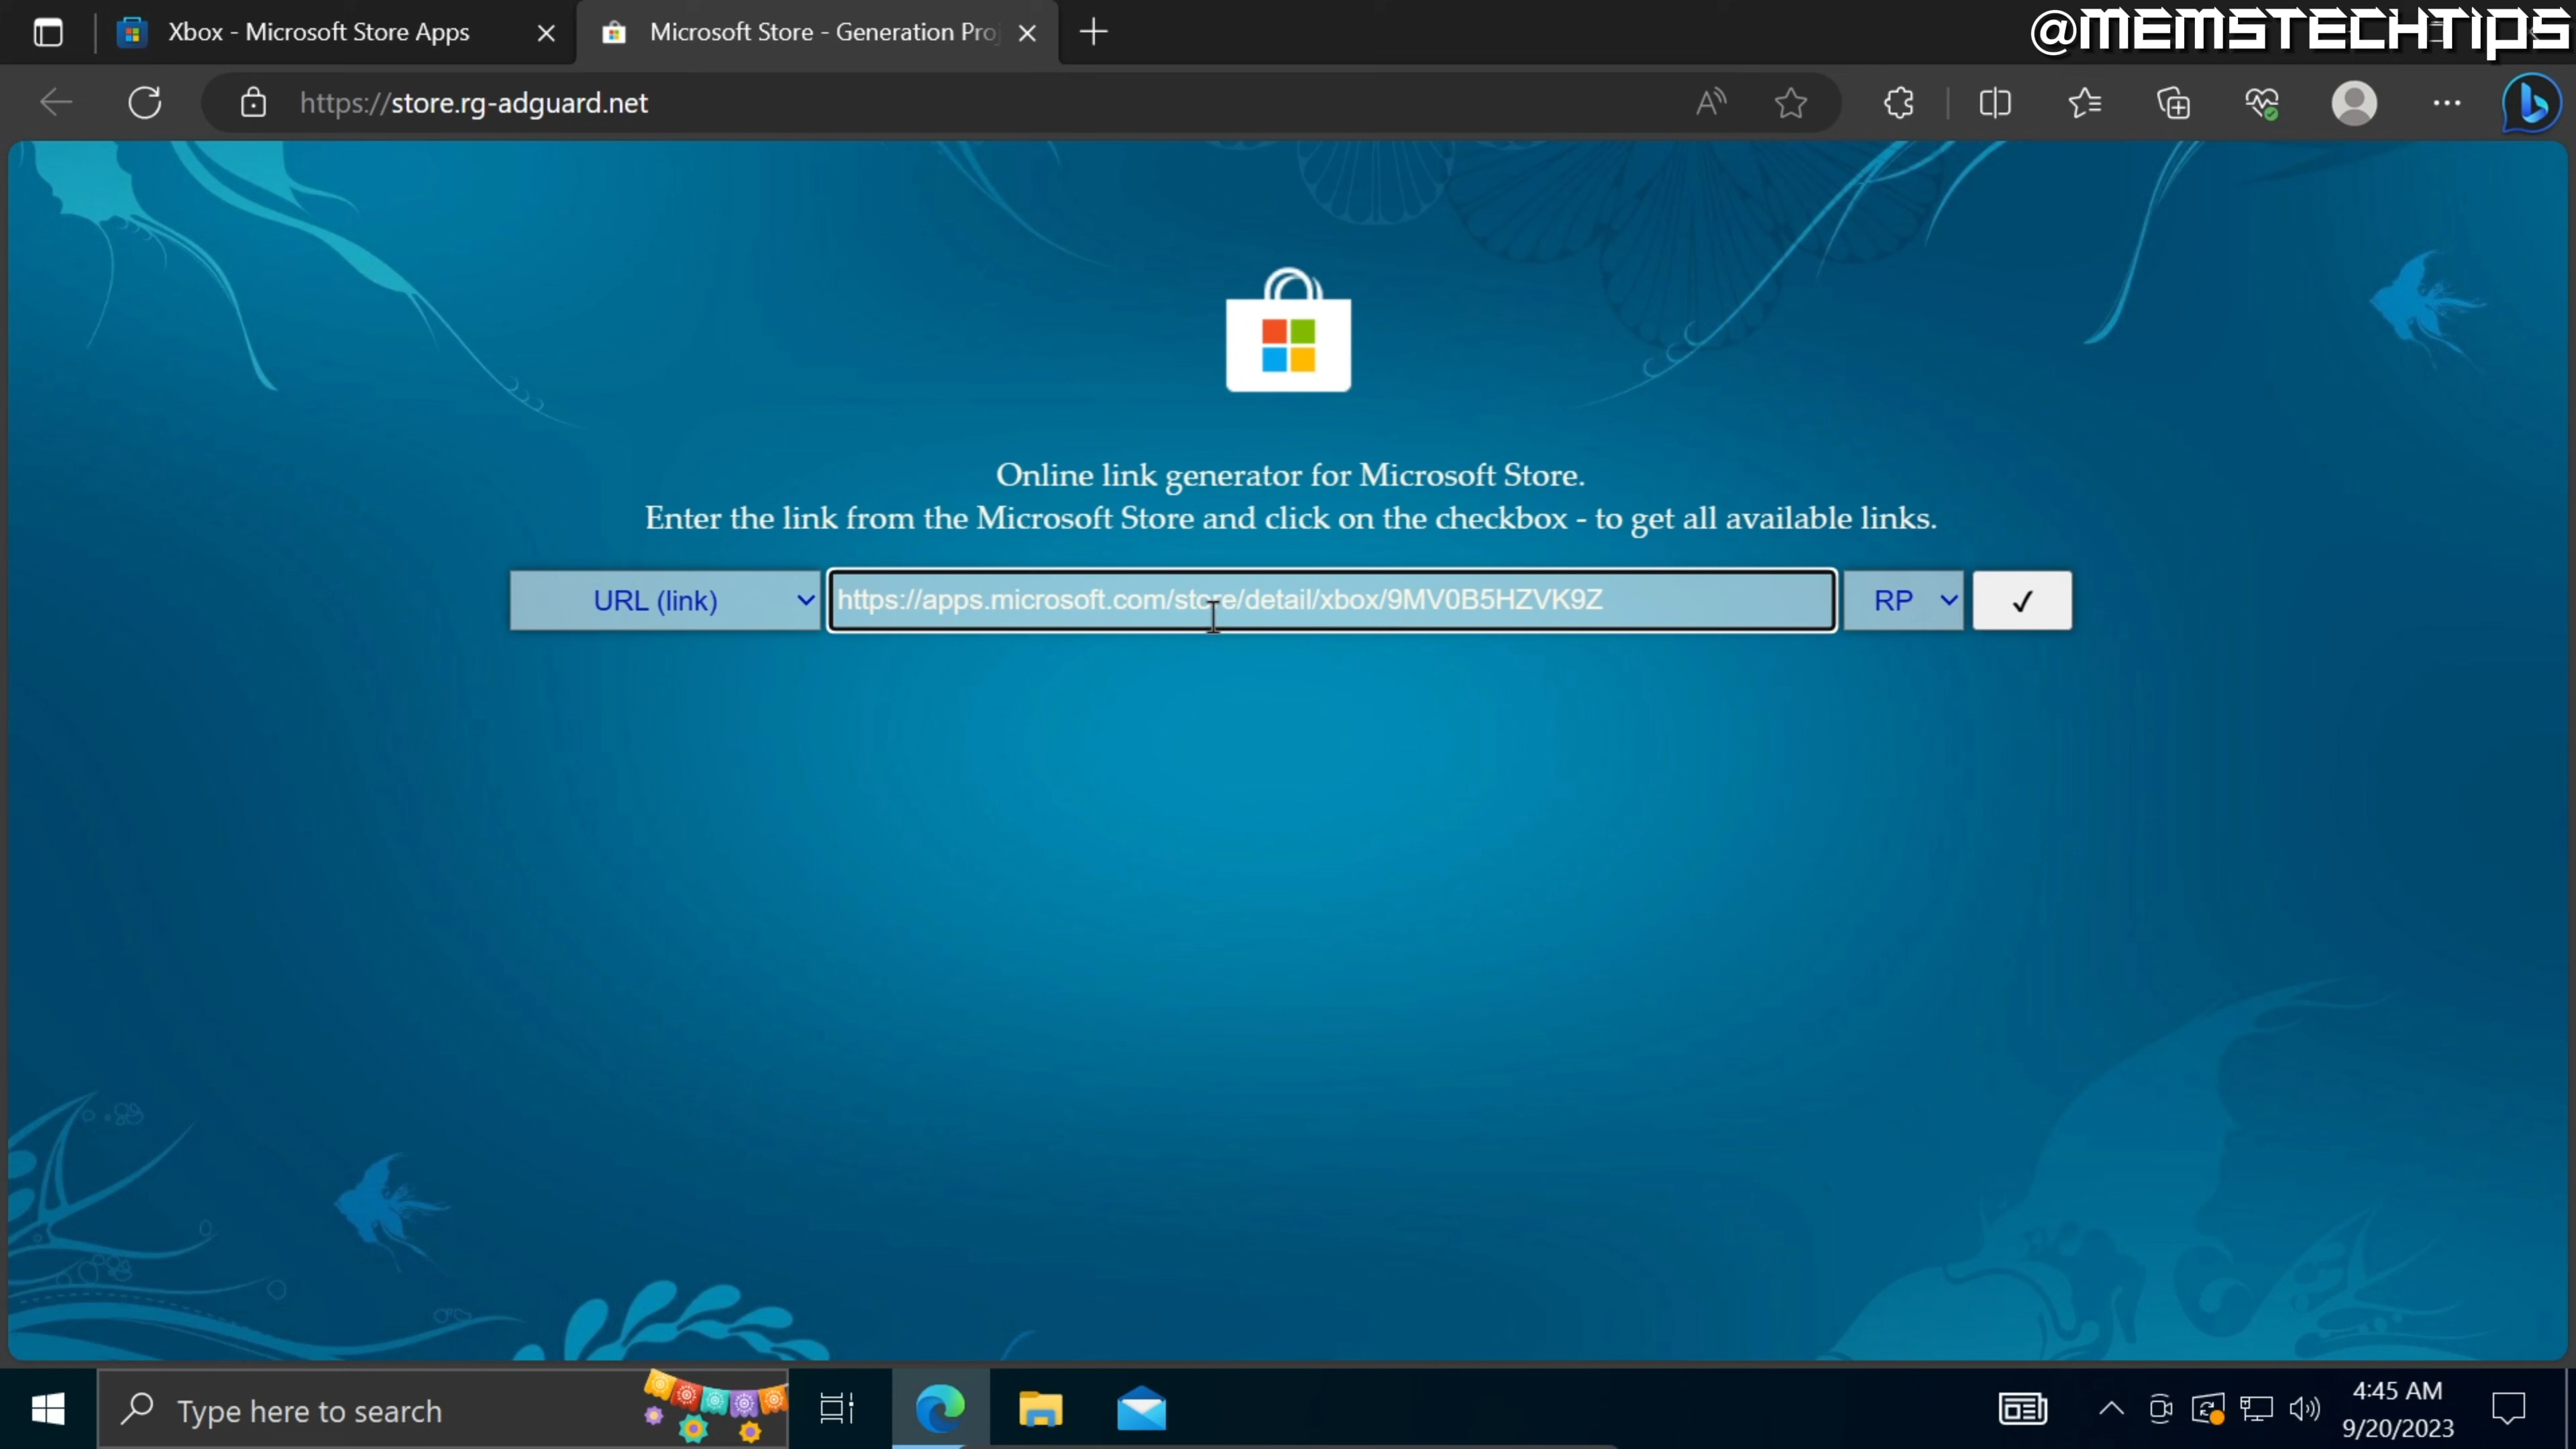 Xbox - Microsoft Store Apps
Microsoft Store - Generation Pro
@MEMSTECHTIPS
https://store.rg-adguard.net
Online link generator for Microsoft Store.
Enter the link from the Microsoft Store and click on the checkbox - to get all available links.
URL (link)
https://apps.microsoft.com/store/detail/xbox/9MV0B5HZVK9Z
RP
✓
Type here to search
4:45 AM
9/20/2023